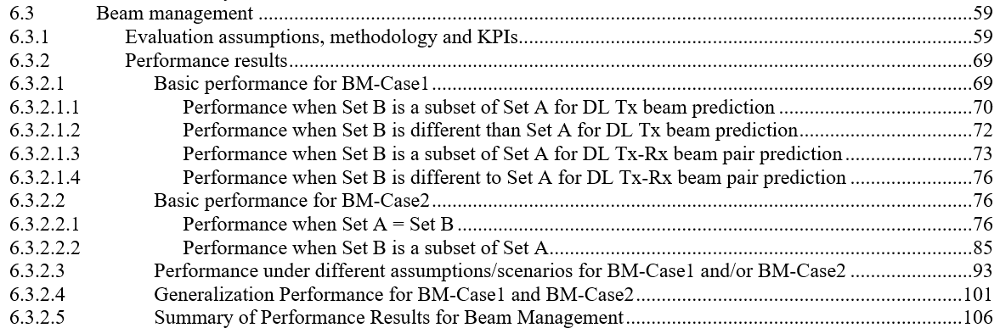 6.3 Beam management ....................................................................................................................59
6.3.1 Evaluation assumptions, methodology and KPIs............................................................................59
6.3.2 Performance results..................................................................................................................69
6.3.2.1 Basic performance for BM-Case1..............................................................................................69
6.3.2.1.1 Performance when Set B is a subset of Set A for DL Tx beam prediction ..............................70
6.3.2.1.2 Performance when Set B is different than Set A for DL Tx beam prediction...........................72
6.3.2.1.3 Performance when Set B is a subset of Set A for DL Tx-Rx beam pair prediction ..................73
6.3.2.1.4 Performance when Set B is different to Set A for DL Tx-Rx beam pair prediction .................76
6.3.2.2 Basic performance for BM-Case2..............................................................................................76
6.3.2.2.1 Performance when Set A = Set B ........................................................................................76
6.3.2.2.2 Performance when Set B is a subset of Set A.......................................................................85
6.3.2.3 Performance under different assumptions/scenarios for BM-Case1 and/or BM-Case2 .................93
6.3.2.4 Generalization Performance for BM-Case1 and BM-Case2........................................................101
6.3.2.5 Summary of Performance Results for Beam Management..........................................................106